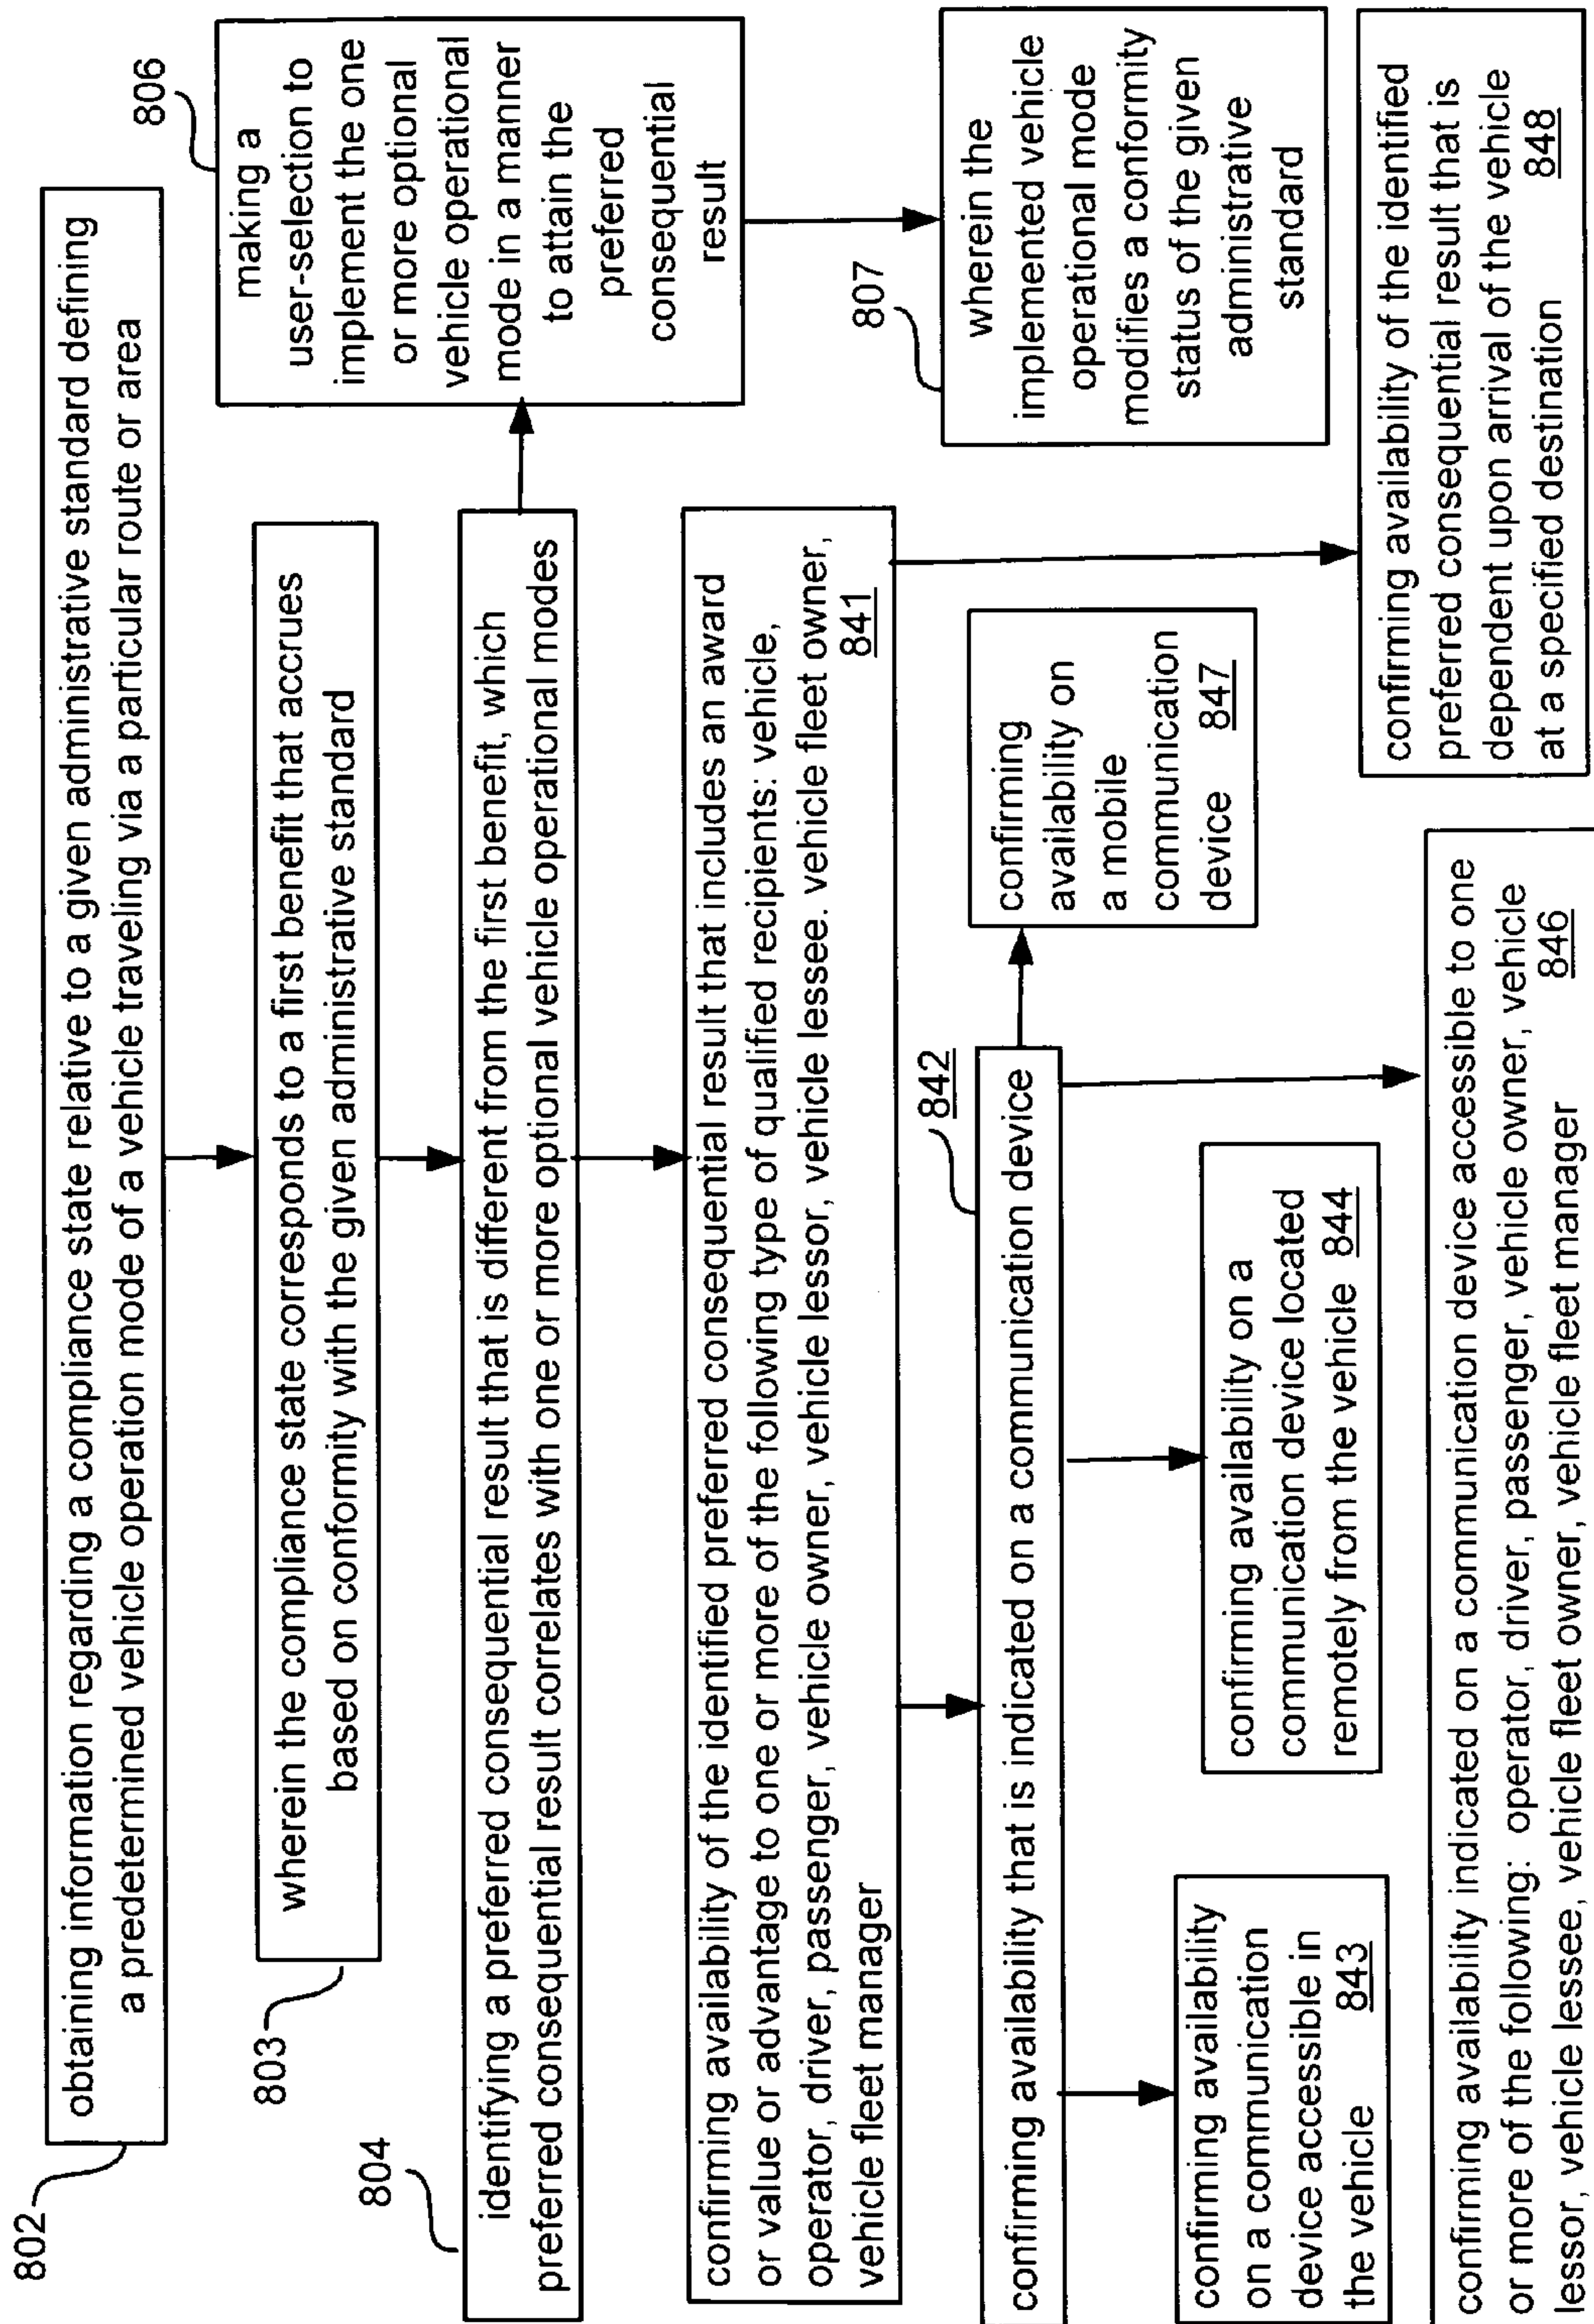 802
obtaining information regarding a compliance state relative to a given administrative standard defining
a predetermined vehicle operation mode of a vehicle traveling via a particular route or area
803
wherein the compliance state corresponds to a first benefit that accrues
based on conformity with the given administrative standard
804
identifying a preferred consequential result that is different from the first benefit, which
preferred consequential result correlates with one or more optional vehicle operational modes
806
making a
user-selection to
implement the one
or more optional
vehicle operational
mode in a manner
to attain the
preferred
consequential
result
807
wherein the
implemented vehicle
operational mode
modifies a conformity
status of the given
administrative
standard
confirming availability of the identified preferred consequential result that includes an award
or value or advantage to one or more of the following type of qualified recipients: vehicle,
operator, driver, passenger, vehicle owner, vehicle lessor, vehicle lessee. vehicle fleet owner,
vehicle fleet manager 841
842
confirming availability that is indicated on a communication device
confirming availability
on a communication
device accessible in
the vehicle 843
confirming availability on a
communication device located
remotely from the vehicle 844
confirming
availability on
a mobile
communication
device 847
confirming availability indicated on a communication device accessible to one
or more of the following: operator, driver, passenger, vehicle owner, vehicle
lessor, vehicle lessee, vehicle fleet owner, vehicle fleet manager 846
confirming availability of the identified
preferred consequential result that is
dependent upon arrival of the vehicle
at a specified destination 848